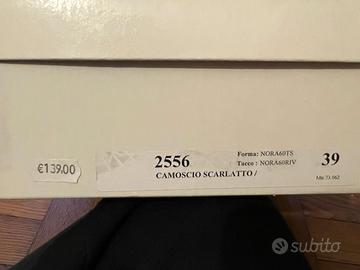 €139.00
2556
Forma: NORA60TS
Tacco: NORA60RIV
39
CAMOSCIO SCARLATTO /
subito